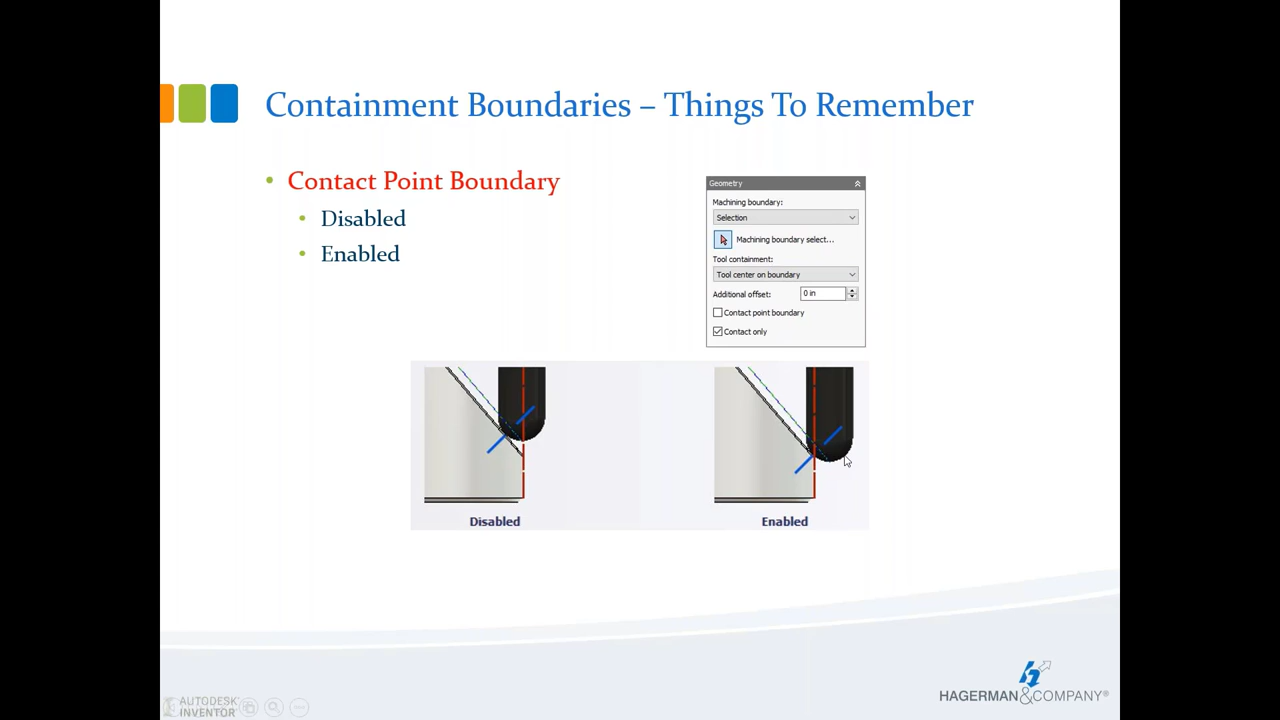 Containment Boundaries – Things To Remember
• Contact Point Boundary
• Disabled
• Enabled
Geometry
Machining boundary:
Selection
Machining boundary select...
Tool containment:
Tool center on boundary
Additional offset: 0 in
Contact point boundary
Contact only
Disabled
Enabled
AUTODESK
INVENTOR
HAGERMAN&COMPANY®